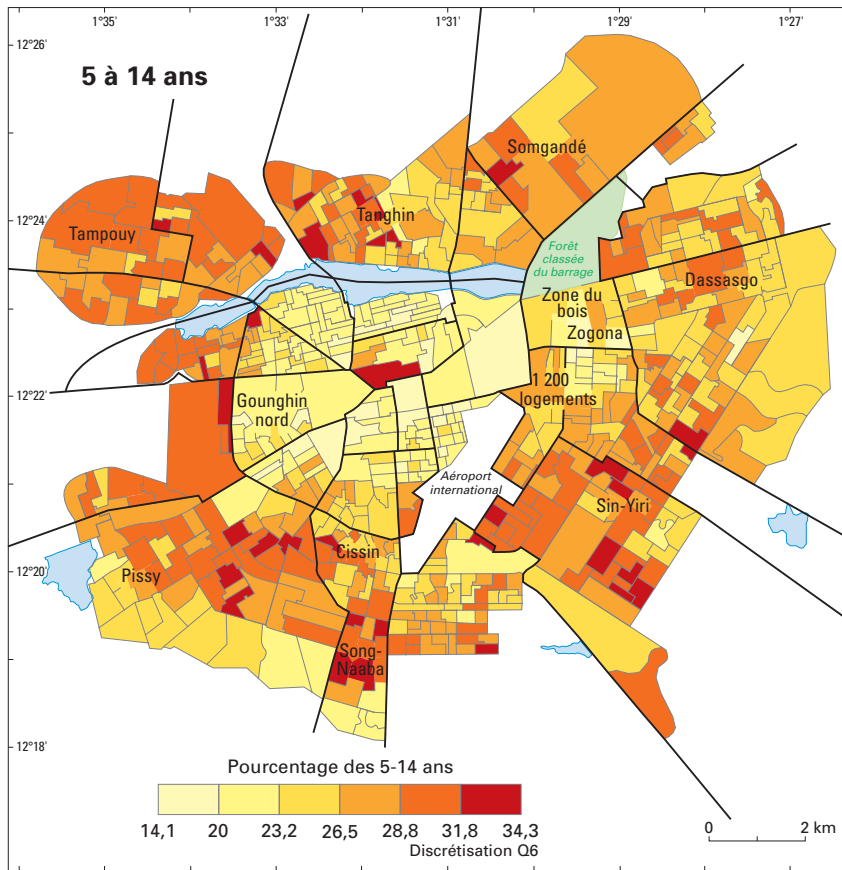 1°35'
1°33'
1°31'
1°29'
1°27'
12°26'
5 à 14 ans
Somgandé
12°24'
Tanghin
Tampouy
Forêt
classée
du barrage
Dassasgo
Zone du
bois
Zogona
12°22'
Gounghin
nord
1 200
logements
Aéroport
international
Sin-Yiri
Cissin
12°20'
Pissy
Song-
Naaba
12°18'
Pourcentage des 5-14 ans
14,1 20 23,2 26,5 28,8 31,8 34,3
Discrétisation Q6
0 2 km